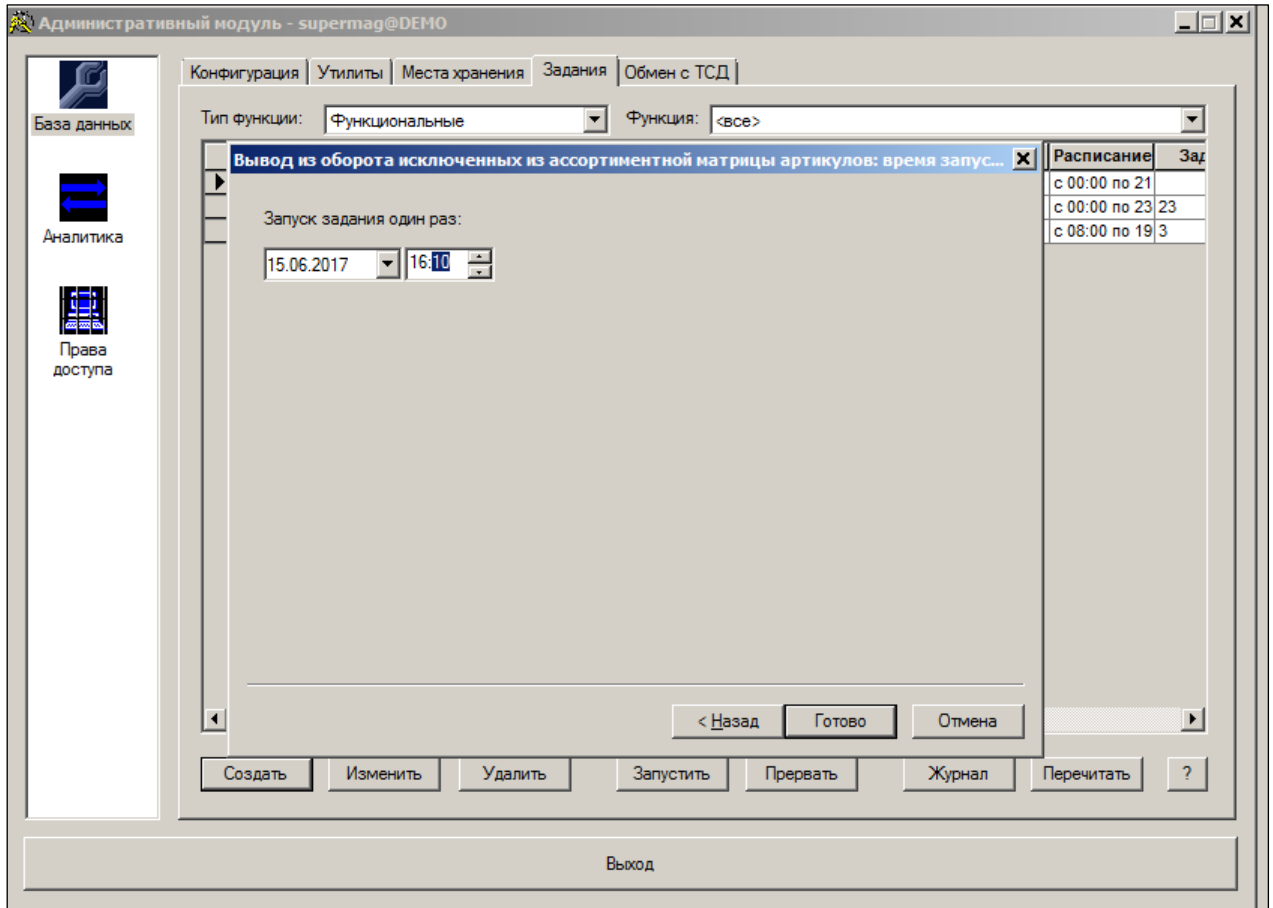 Административный модуль - supermag@DEMO
База данных
Аналитика
Права
доступа
Конфигурация Утилиты Места хранения Задания Обмен с ТСД
Тип функции: Функциональные Функция: <все>
Вывод из оборота исключенных из ассортиментной матрицы артикулов: время запус...
Расписание Зад
с 00:00 по 21
с 00:00 по 23 23
с 08:00 по 19 3
Запуск задания один раз:
15.06.2017 16:10
< Назад Готово Отмена
Создать Изменить Удалить Запустить Прервать Журнал Перечитать ?
Выход